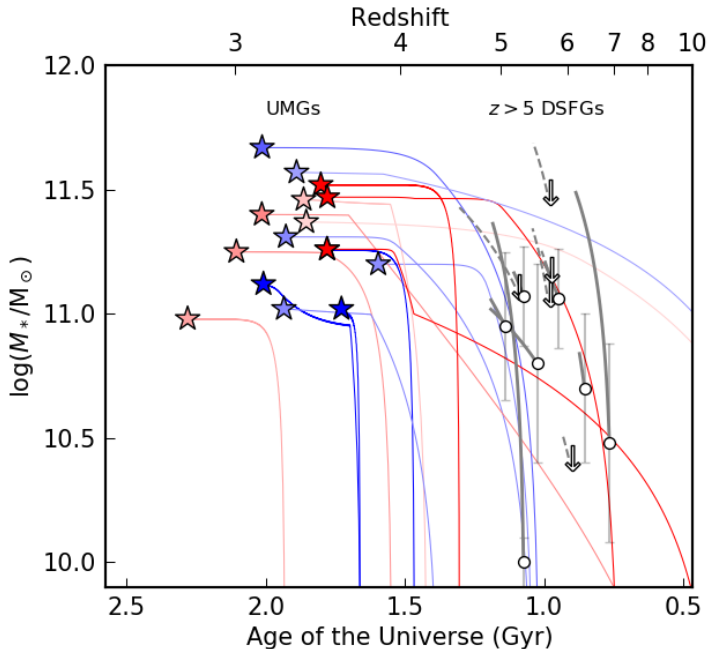 Redshift
3 4 5 6 7 8 10
12.0
UMGs
z > 5 DSFGs
11.5
11.0
10.5
10.0
log(M*/M⊙)
2.5 2.0 1.5 1.0 0.5
Age of the Universe (Gyr)